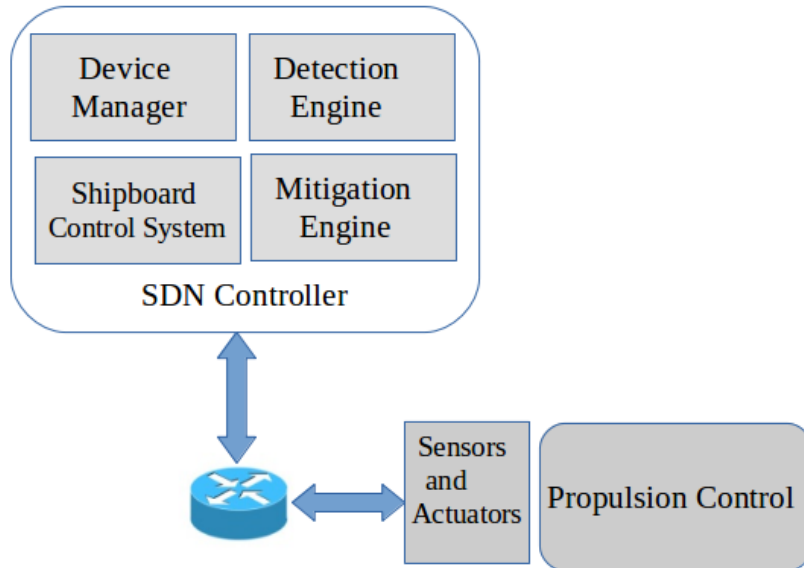 Device
Manager
Detection
Engine
Shipboard
Control System
Mitigation
Engine
SDN Controller
Sensors
and
Actuators
Propulsion Control